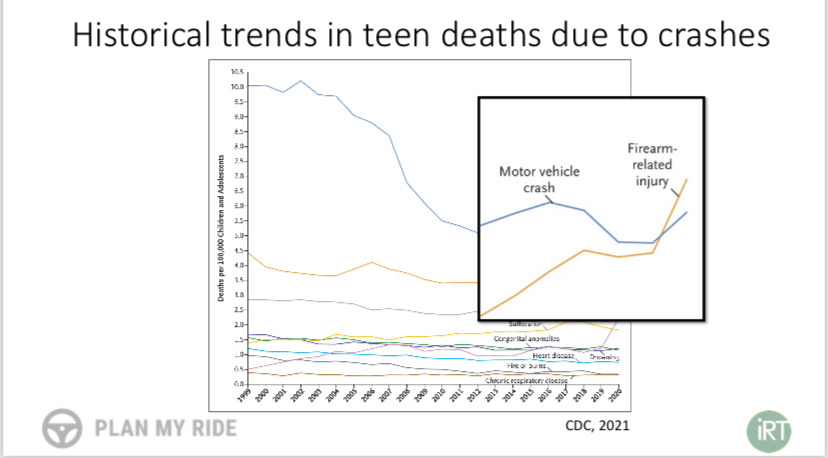 Historical trends in teen deaths due to crashes
Deaths per 100,000 Children and Adolescents
10.5
10.0
9.5
9.0
8.5
8.0
7.5
7.0
6.5
6.0
5.5
5.0
4.5
4.0
3.5
3.0
2.5
2.0
1.5
1.0
0.5
0.0
Motor vehicle
crash
Firearm-
related
injury
Suffocation
Congenital anomalies
Heart disease
Drowning
Fire or burns
Chronic respiratory disease
1999
2000
2001
2002
2003
2004
2005
2006
2007
2008
2009
2010
2011
2012
2013
2014
2015
2016
2017
2018
2019
2020
PLAN MY RIDE
CDC, 2021
iRT